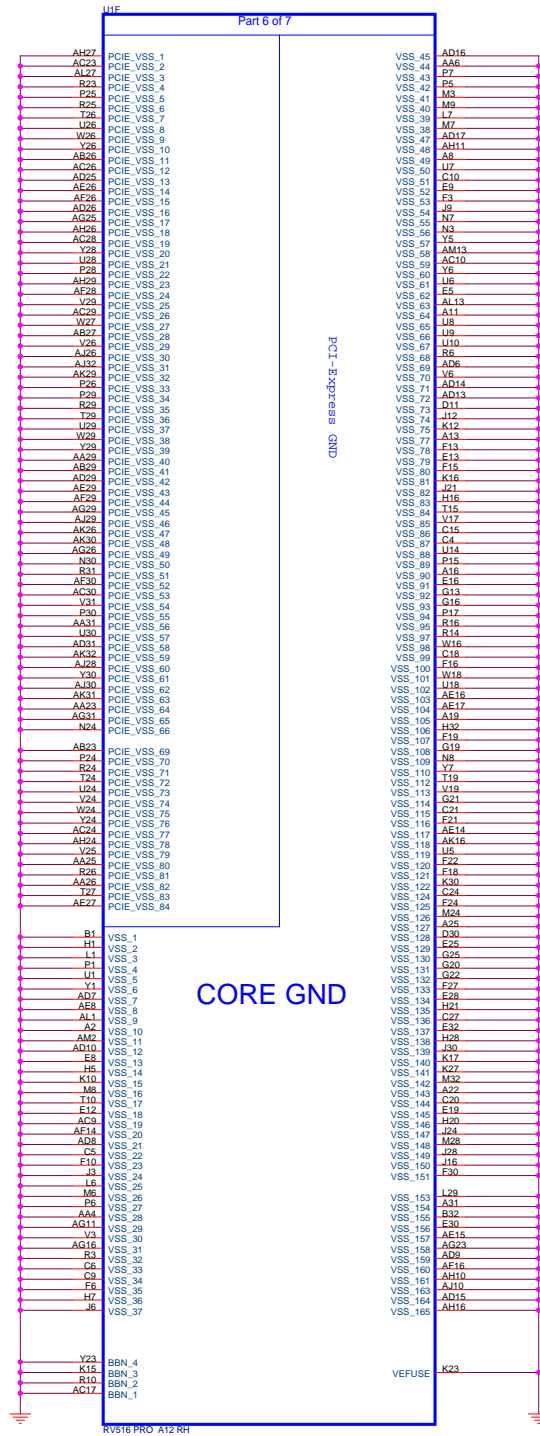 U1F
Part 6 of 7
AH27 PCIE_VSS_1
AC23 PCIE_VSS_2
AL27 PCIE_VSS_3
R23 PCIE_VSS_4
P25 PCIE_VSS_5
R25 PCIE_VSS_6
T26 PCIE_VSS_7
U26 PCIE_VSS_8
W26 PCIE_VSS_9
Y26 PCIE_VSS_10
AB26 PCIE_VSS_11
AC26 PCIE_VSS_12
AD25 PCIE_VSS_13
AE26 PCIE_VSS_14
AF26 PCIE_VSS_15
AD26 PCIE_VSS_16
AG25 PCIE_VSS_17
AH26 PCIE_VSS_18
AC28 PCIE_VSS_19
Y28 PCIE_VSS_20
U28 PCIE_VSS_21
P28 PCIE_VSS_22
AH29 PCIE_VSS_23
AF28 PCIE_VSS_24
V29 PCIE_VSS_25
AC29 PCIE_VSS_26
W27 PCIE_VSS_27
AB27 PCIE_VSS_28
V26 PCIE_VSS_29
AJ26 PCIE_VSS_30
AJ32 PCIE_VSS_31
AK29 PCIE_VSS_32
P26 PCIE_VSS_33
P29 PCIE_VSS_34
R29 PCIE_VSS_35
T29 PCIE_VSS_36
U29 PCIE_VSS_37
W29 PCIE_VSS_38
Y29 PCIE_VSS_39
AA29 PCIE_VSS_40
AB29 PCIE_VSS_41
AD29 PCIE_VSS_42
AE29 PCIE_VSS_43
AF29 PCIE_VSS_44
AG29 PCIE_VSS_45
AJ29 PCIE_VSS_46
AK26 PCIE_VSS_47
AK30 PCIE_VSS_48
AG26 PCIE_VSS_49
N30 PCIE_VSS_50
R31 PCIE_VSS_51
AF30 PCIE_VSS_52
AC30 PCIE_VSS_53
V31 PCIE_VSS_54
P30 PCIE_VSS_55
AA31 PCIE_VSS_56
U30 PCIE_VSS_57
AD31 PCIE_VSS_58
AK32 PCIE_VSS_59
AJ28 PCIE_VSS_60
Y30 PCIE_VSS_61
AJ30 PCIE_VSS_62
AK31 PCIE_VSS_63
AA23 PCIE_VSS_64
AG31 PCIE_VSS_65
N24 PCIE_VSS_66
AB23 PCIE_VSS_69
P24 PCIE_VSS_70
R24 PCIE_VSS_71
T24 PCIE_VSS_72
U24 PCIE_VSS_73
V24 PCIE_VSS_74
W24 PCIE_VSS_75
Y24 PCIE_VSS_76
AC24 PCIE_VSS_77
AH24 PCIE_VSS_78
V25 PCIE_VSS_79
AA25 PCIE_VSS_80
R26 PCIE_VSS_81
AA26 PCIE_VSS_82
T27 PCIE_VSS_83
AE27 PCIE_VSS_84
B1 VSS_1
H1 VSS_2
L1 VSS_3
P1 VSS_4
U1 VSS_5
Y1 VSS_6
AD7 VSS_7
AE8 VSS_8
AL1 VSS_9
A2 VSS_10
AM2 VSS_11
AD10 VSS_12
E8 VSS_13
H5 VSS_14
K10 VSS_15
M8 VSS_16
T10 VSS_17
E12 VSS_18
AC9 VSS_19
AF14 VSS_20
AD8 VSS_21
C5 VSS_22
F10 VSS_23
J3 VSS_24
L6 VSS_25
M6 VSS_26
P6 VSS_27
AA4 VSS_28
AG11 VSS_29
V3 VSS_30
AG16 VSS_31
R3 VSS_32
C6 VSS_33
C9 VSS_34
F6 VSS_35
H7 VSS_36
J6 VSS_37
Y23 BBN_4
K15 BBN_3
R10 BBN_2
AC17 BBN_1
PCI-Express GND
CORE GND
VSS_45 AD16
VSS_44 AA6
VSS_43 P7
VSS_42 P5
VSS_41 M3
VSS_40 M9
VSS_39 L7
VSS_38 M7
VSS_47 AD17
VSS_48 AH11
VSS_49 A8
VSS_50 U7
VSS_51 C10
VSS_52 E9
VSS_53 F3
VSS_54 J9
VSS_55 N7
VSS_56 N3
VSS_57 Y5
VSS_58 AM13
VSS_59 AC10
VSS_60 Y6
VSS_61 U6
VSS_62 E5
VSS_63 AL13
VSS_64 A11
VSS_65 U8
VSS_66 U9
VSS_67 U10
VSS_68 R6
VSS_69 AD6
VSS_70 V6
VSS_71 AD14
VSS_72 AD13
VSS_73 D11
VSS_74 J12
VSS_75 K12
VSS_77 A13
VSS_78 F13
VSS_79 E13
VSS_80 F15
VSS_81 K16
VSS_82 J21
VSS_83 H16
VSS_84 T15
VSS_85 V17
VSS_86 C15
VSS_87 C4
VSS_88 U14
VSS_89 P15
VSS_90 A16
VSS_91 E16
VSS_92 G13
VSS_93 G16
VSS_94 P17
VSS_95 R16
VSS_97 R14
VSS_98 W16
VSS_99 C18
VSS_100 F16
VSS_101 W18
VSS_102 U18
VSS_103 AE16
VSS_104 AE17
VSS_105 A19
VSS_106 H32
VSS_107 F19
VSS_108 G19
VSS_109 N8
VSS_110 Y7
VSS_112 T19
VSS_113 V19
VSS_114 G21
VSS_115 C21
VSS_116 F21
VSS_117 AE14
VSS_118 AK16
VSS_119 U5
VSS_120 F22
VSS_121 F18
VSS_122 K30
VSS_124 C24
VSS_125 F24
VSS_126 M24
VSS_127 A25
VSS_128 D30
VSS_129 E25
VSS_130 G25
VSS_131 G20
VSS_132 G22
VSS_133 F27
VSS_134 E28
VSS_135 H21
VSS_136 C27
VSS_137 E32
VSS_138 H28
VSS_139 J30
VSS_140 K17
VSS_141 K27
VSS_142 M32
VSS_143 A22
VSS_144 C20
VSS_145 E19
VSS_146 H20
VSS_147 J24
VSS_148 M28
VSS_149 J28
VSS_150 J16
VSS_151 F30
VSS_153 L29
VSS_154 A31
VSS_155 B32
VSS_156 E30
VSS_157 AE15
VSS_158 AG23
VSS_159 AD9
VSS_160 AF16
VSS_161 AH10
VSS_163 AJ10
VSS_164 AD15
VSS_165 AH16
VEFUSE K23
RV516 PRO A12 RH